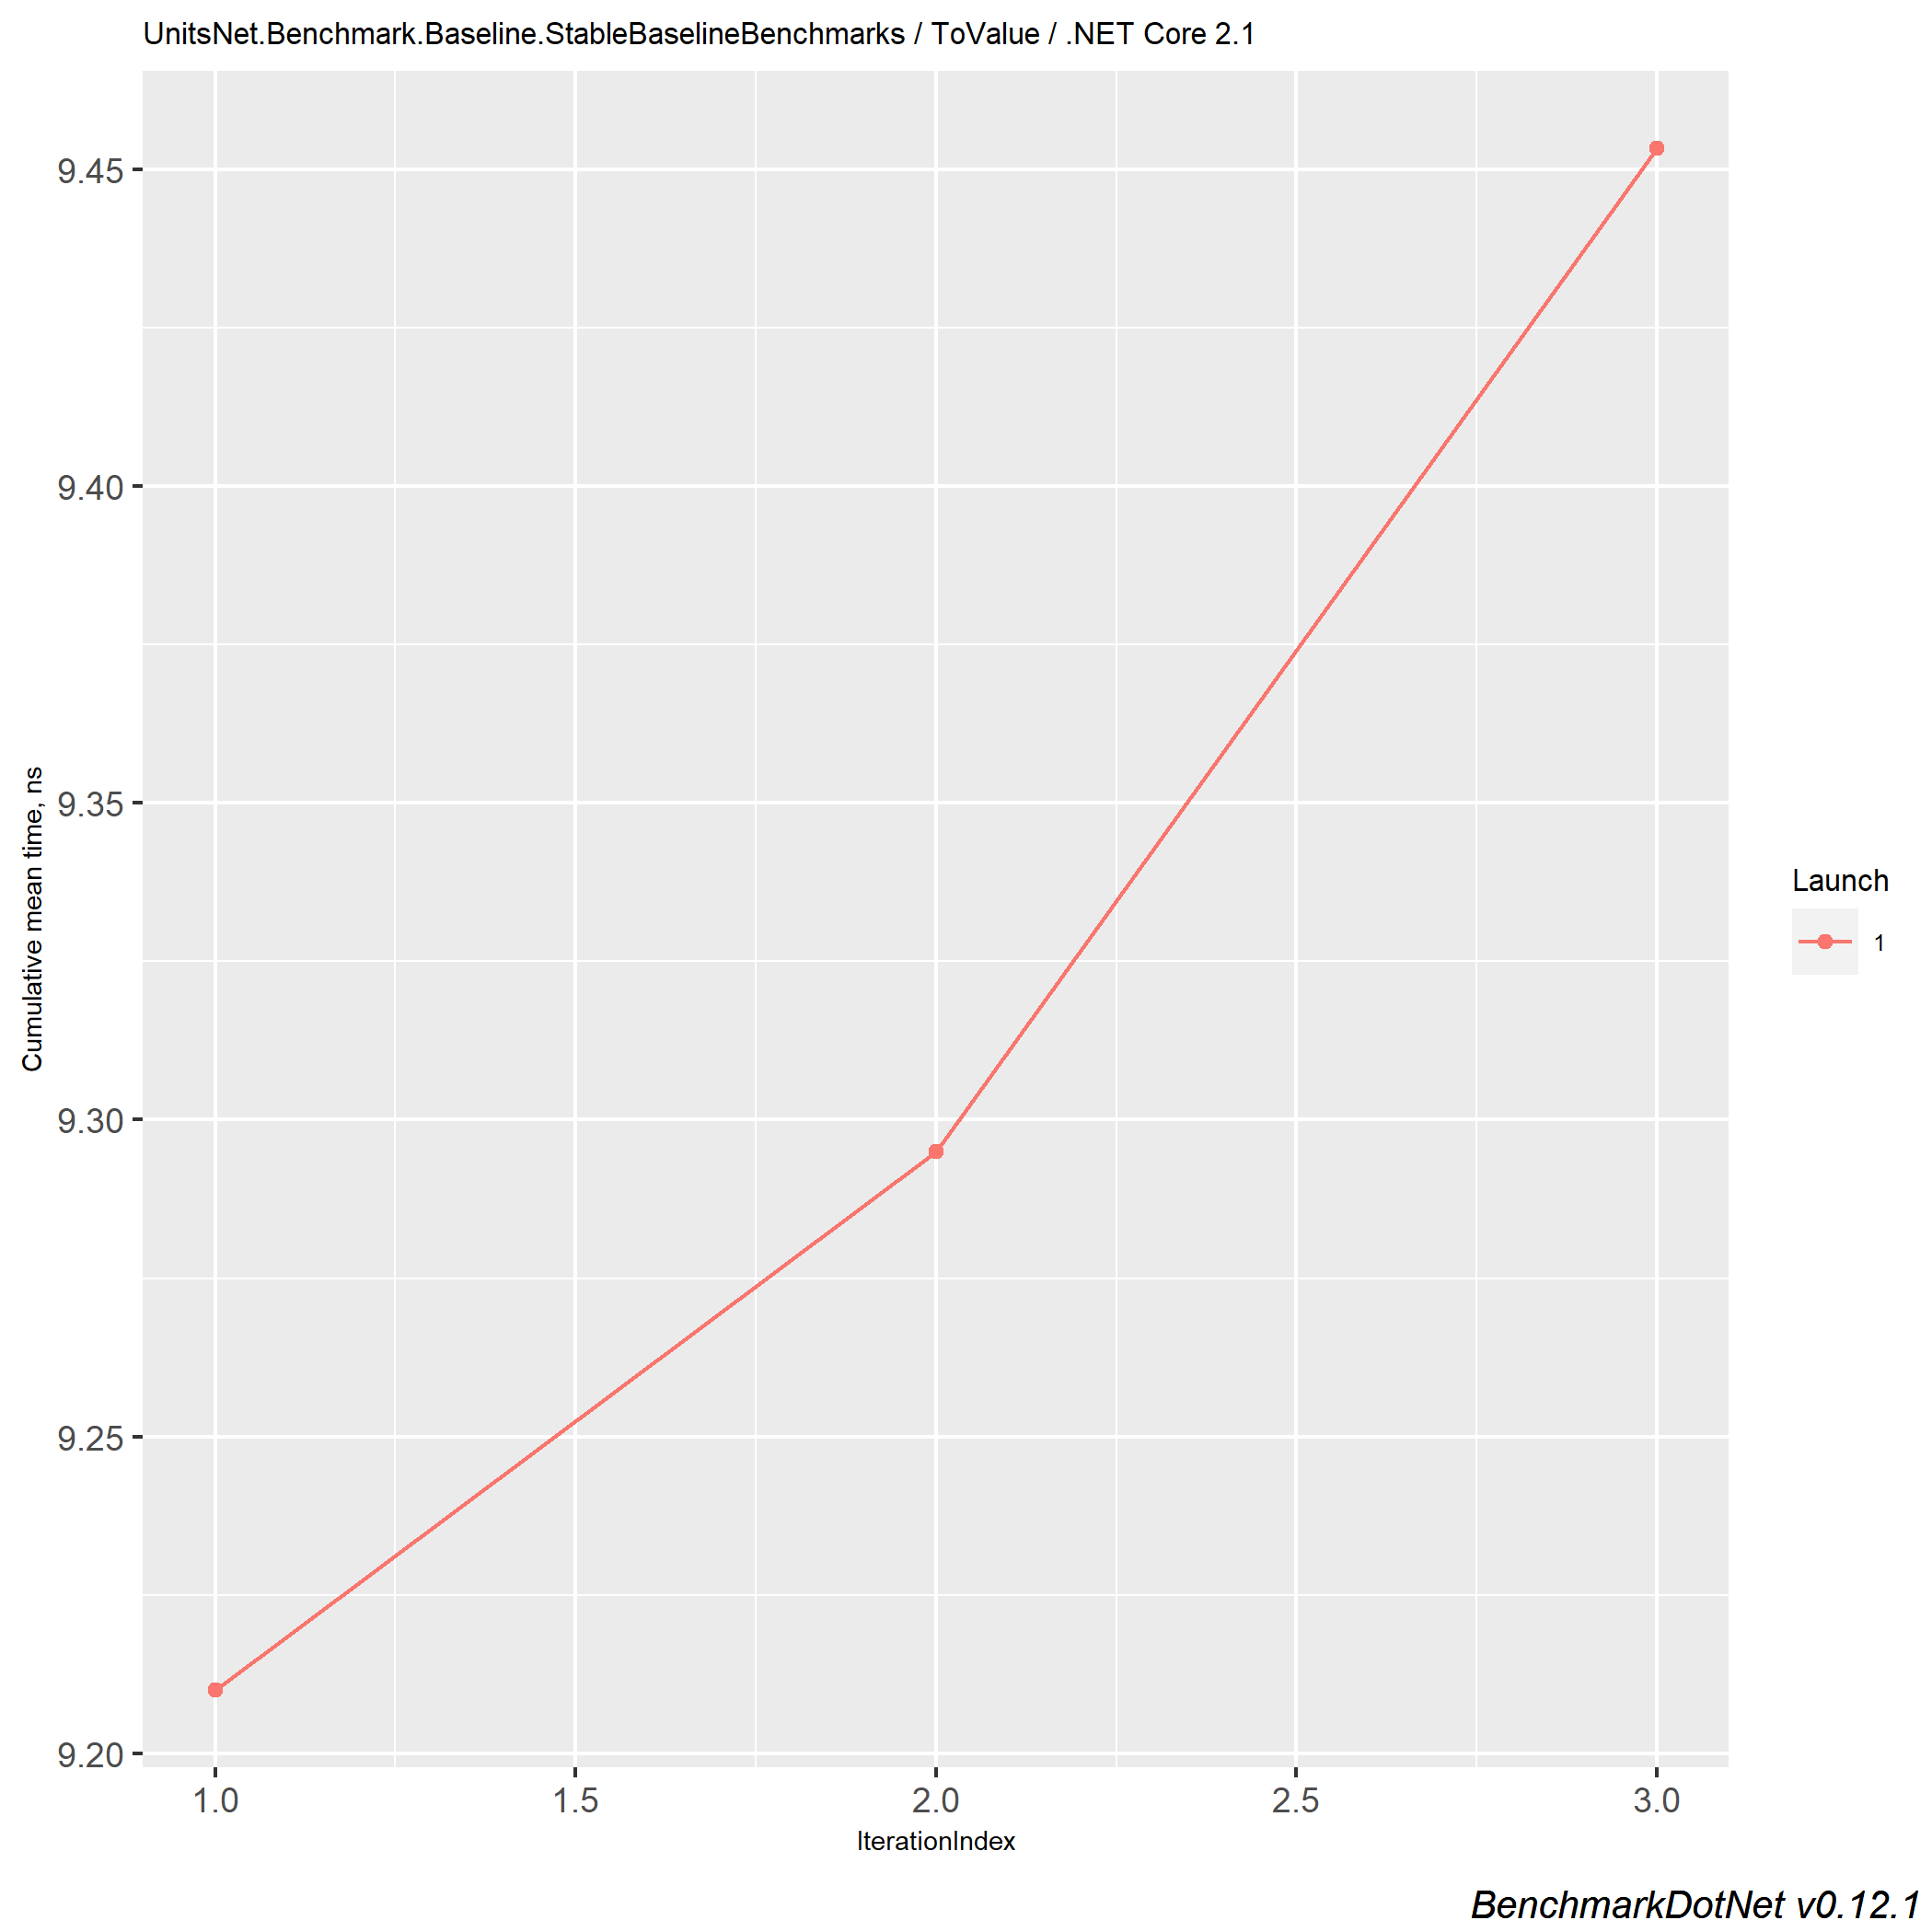 UnitsNet.Benchmark.Baseline.StableBaselineBenchmarks / ToValue / .NET Core 2.1
9.45
9.40
9.35
9.30
9.25
9.20
Cumulative mean time, ns
1.0 1.5 2.0 2.5 3.0
IterationIndex
Launch
1
BenchmarkDotNet v0.12.1